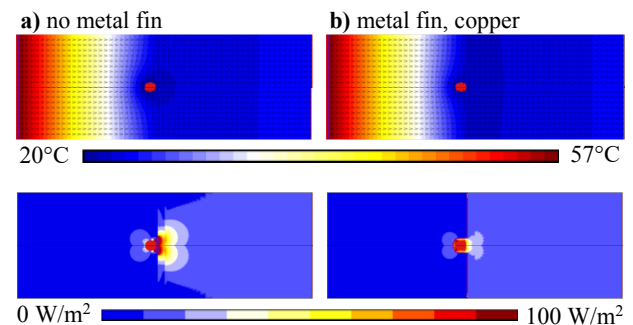 a) no metal fin
b) metal fin, copper
20°C
57°C
0 W/m²
100 W/m²